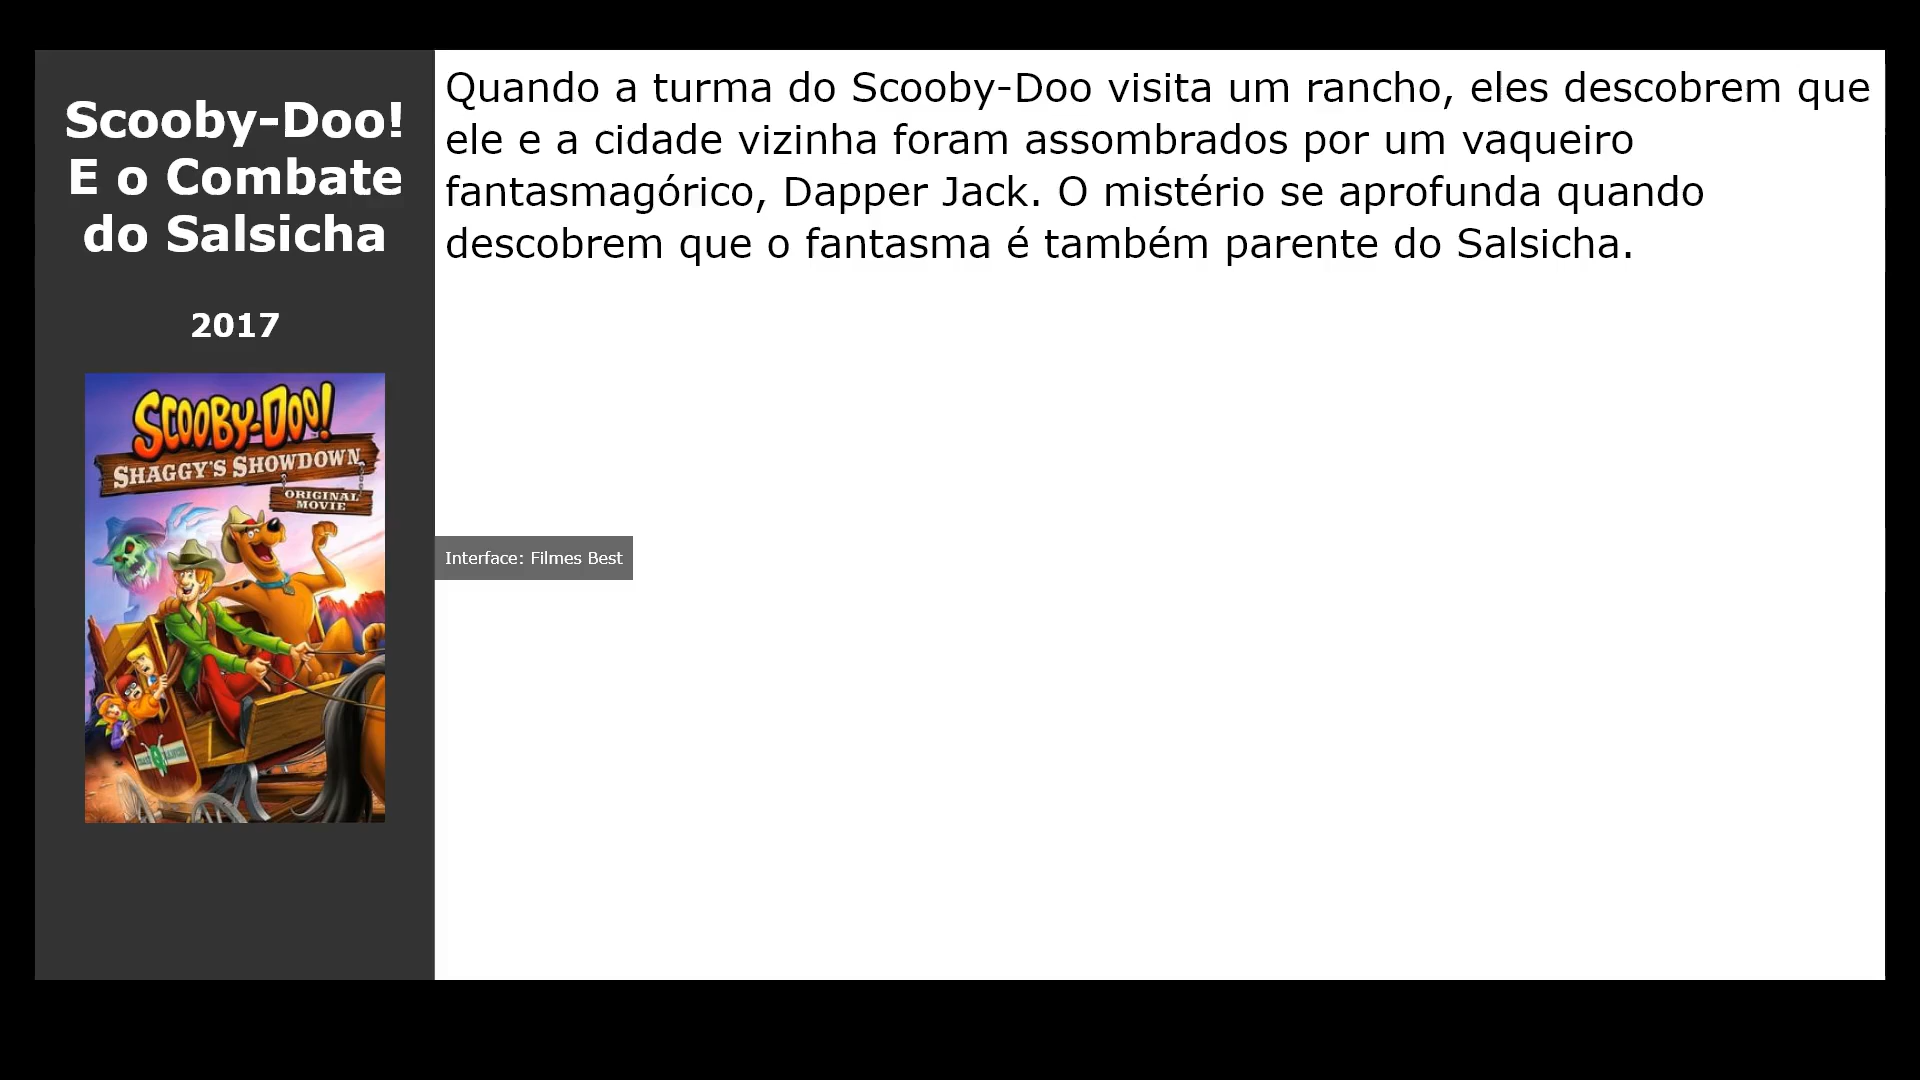 Scooby-Doo!
E o Combate
do Salsicha
2017
SCOOBY-DOO!
SHAGGY'S SHOWDOWN
ORIGINAL
MOVIE
Quando a turma do Scooby-Doo visita um rancho, eles descobrem que
ele e a cidade vizinha foram assombrados por um vaqueiro
fantasmagórico, Dapper Jack. O mistério se aprofunda quando
descobrem que o fantasma é também parente do Salsicha.
Interface: Filmes Best